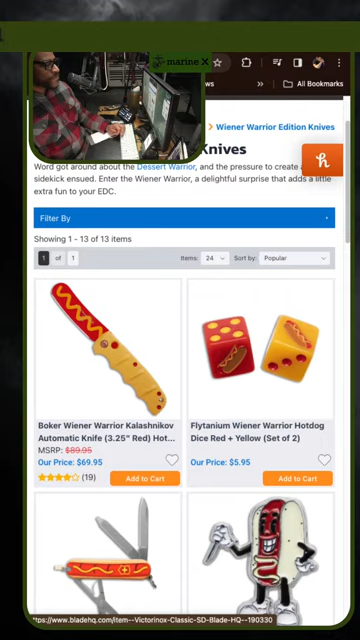 marine X
ws
»
All Bookmarks
> Wiener Warrior Edition Knives
Knives
Word got around about the Dessert Warrior, and the pressure to create a
sidekick ensued. Enter the Wiener Warrior, a delightful surprise that adds a little
extra fun to your EDC.
Filter By
Showing 1 - 13 of 13 items
1 of 1 Items: 24 Sort by: Popular
Boker Wiener Warrior Kalashnikov
Automatic Knife (3.25" Red) Hot...
MSRP: $89.95
Our Price: $69.95
(19)
Add to Cart
Flytanium Wiener Warrior Hotdog
Dice Red + Yellow (Set of 2)
Our Price: $5.95
Add to Cart
ttps://www.bladehq.com/item--Victorinox-Classic-SD-Blade-HQ--190330